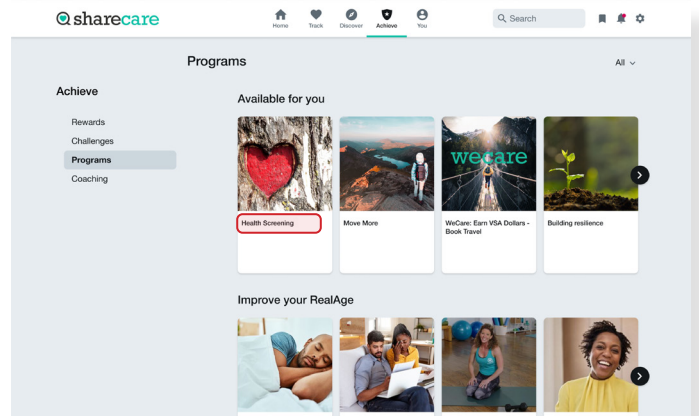 sharecare
Home
Track
Discover
Achieve
You
Search
Programs
All
Achieve
Rewards
Challenges
Programs
Coaching
Available for you
wecare
Health Screening
Move More
WeCare: Earn VSA Dollars -
Book Travel
Building resilience
Improve your RealAge